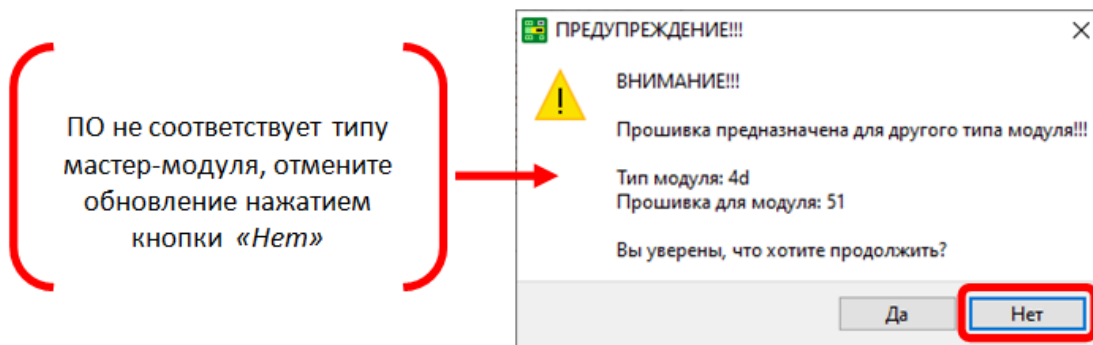 ПО не соответствует типу
мастер-модуля, отмените
обновление нажатием
кнопки «Нет»
ПРЕДУПРЕЖДЕНИЕ!!!
ВНИМАНИЕ!!!
Прошивка предназначена для другого типа модуля!!!
Тип модуля: 4d
Прошивка для модуля: 51
Вы уверены, что хотите продолжить?
Да
Нет